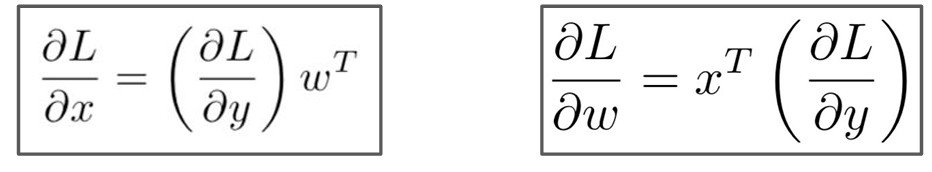 ∂L/∂x = (∂L/∂y) w^T
∂L/∂w = x^T (∂L/∂y)